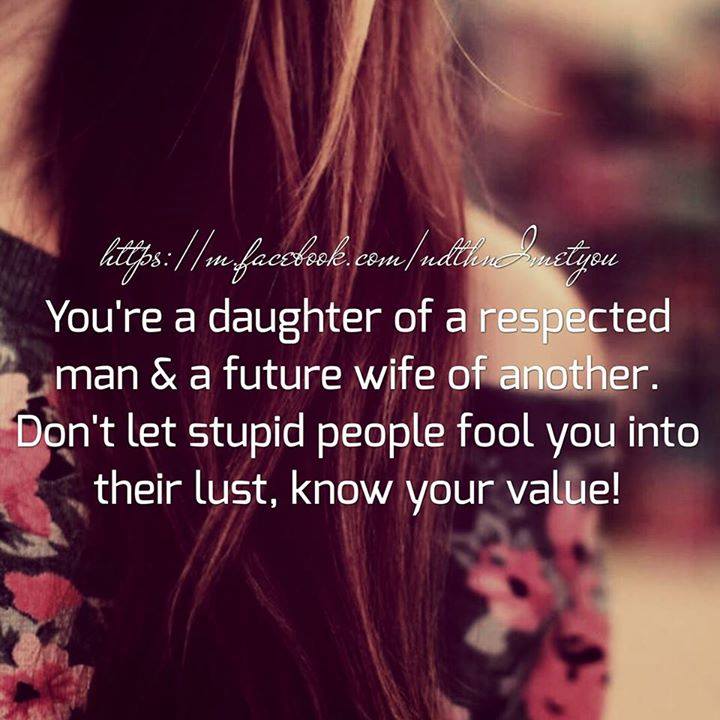 https://m.facebook.com/ndthnImetyou
You're a daughter of a respected
man & a future wife of another.
Don't let stupid people fool you into
their lust, know your value!